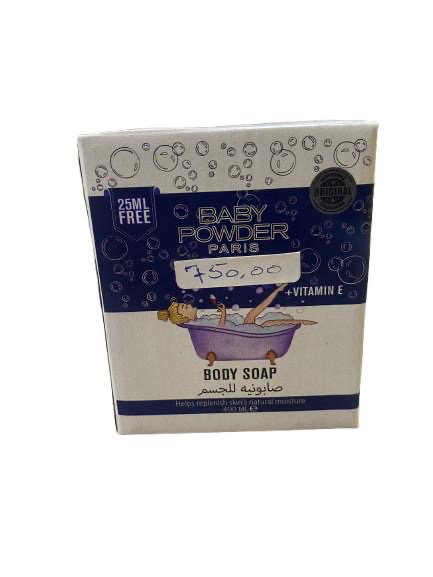 25ML
FREE
ORIGINAL
BABY
POWDER
PARIS
750,00
+VITAMIN E
BODY SOAP
صابونيه للجسم
Helps replenish skin's natural moisture
400 ML℮